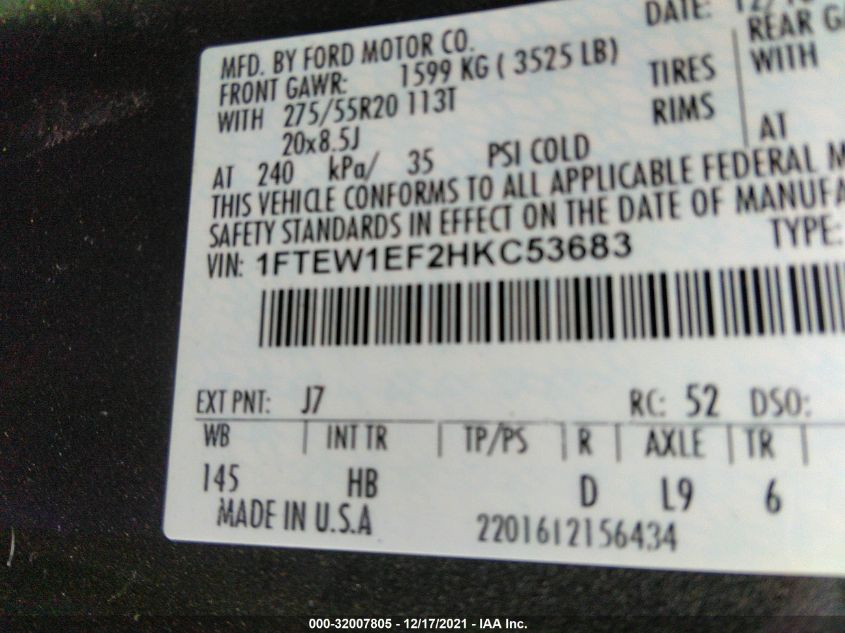 DATE: 12/16
MFD. BY FORD MOTOR CO.
FRONT GAWR: 1599 KG ( 3525 LB)
REAR
WITH 275/55R20 113T TIRES WITH
20x8.5J RIMS
AT 240 kPa/ 35 PSI COLD AT
THIS VEHICLE CONFORMS TO ALL APPLICABLE FEDERAL
SAFETY STANDARDS IN EFFECT ON THE DATE OF
VIN: 1FTEW1EF2HKC53683 TYPE:
EXT PNT: J7 RC: 52 DSO:
WB | INT TR | TP/PS | R | AXLE | TR |
145 HB D L9 6
MADE IN U.S.A 2201612156434
000-32007805 - 12/17/2021 - IAA Inc.